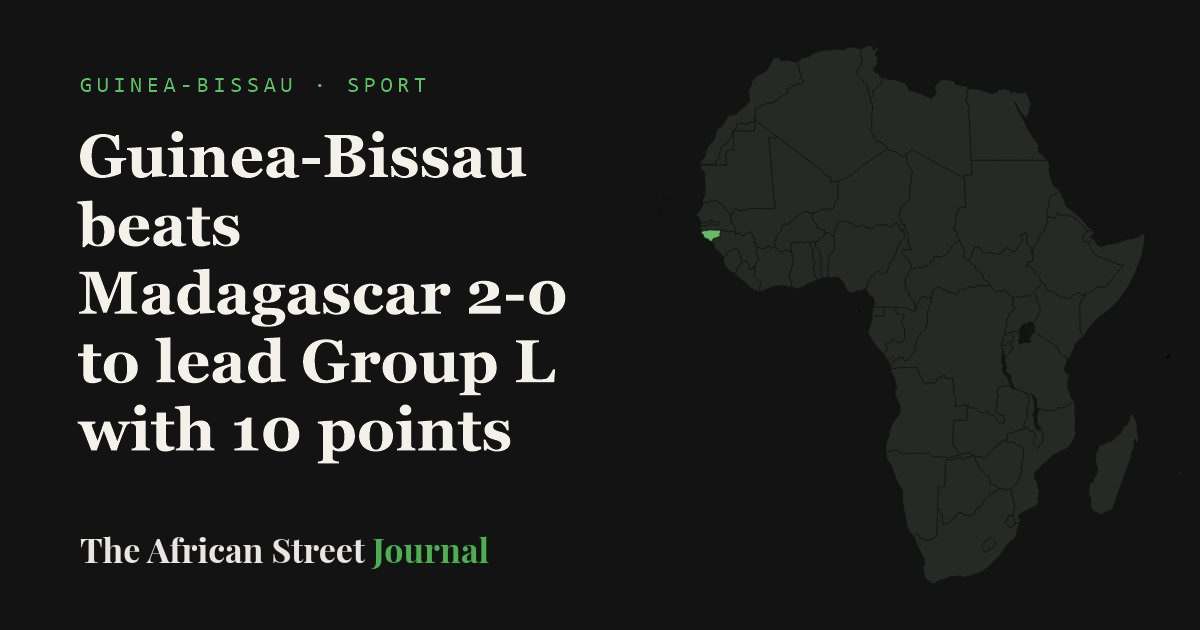 GUINEA-BISSAU · SPORT
Guinea-Bissau
beats
Madagascar 2-0
to lead Group L
with 10 points
The African Street Journal